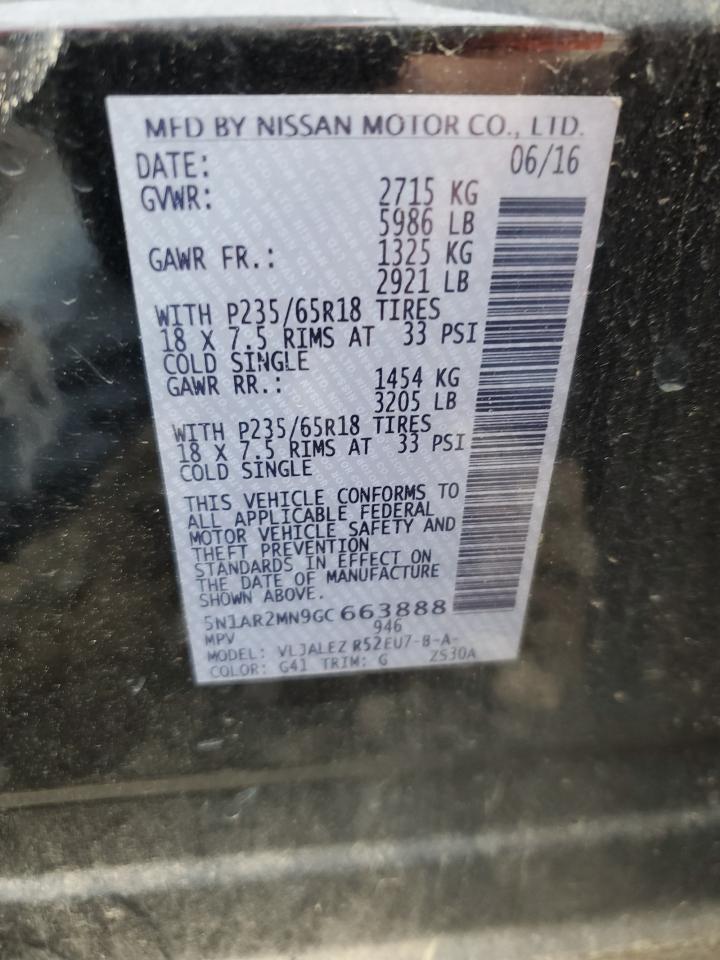 MFD BY NISSAN MOTOR CO., LTD.
DATE: 06/16
GVWR: 2715 KG
5986 LB
GAWR FR.: 1325 KG
2921 LB
WITH P235/65R18 TIRES
18 X 7.5 RIMS AT 33 PSI
COLD SINGLE
GAWR RR.: 1454 KG
3205 LB
WITH P235/65R18 TIRES
18 X 7.5 RIMS AT 33 PSI
COLD SINGLE
THIS VEHICLE CONFORMS TO
ALL APPLICABLE FEDERAL
MOTOR VEHICLE SAFETY AND
THEFT PREVENTION
STANDARDS IN EFFECT ON
THE DATE OF MANUFACTURE
SHOWN ABOVE.
5N1AR2MN9GC663888
MPV 946
MODEL: VLJALEZ R52EU7-B-A-
COLOR: G41 TRIM: G ZS30A